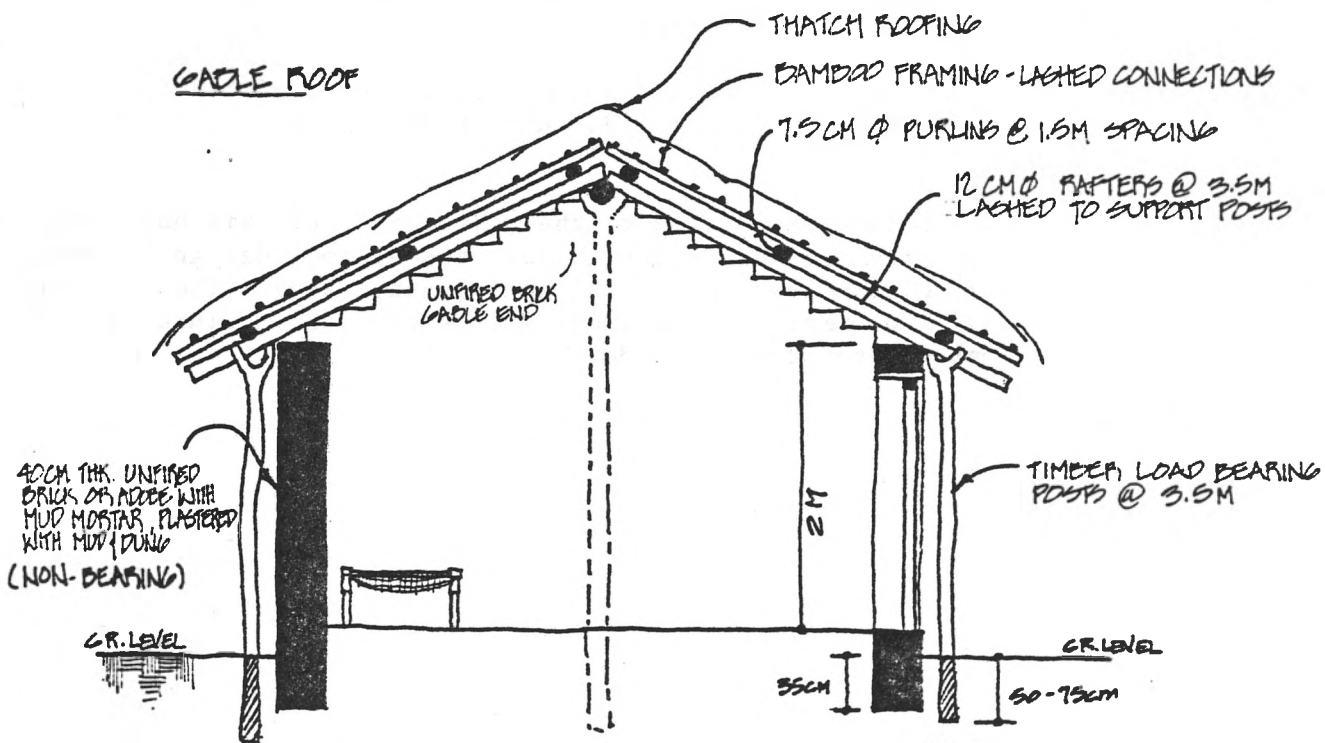 GABLE ROOF
THATCH ROOFING
BAMBOO FRAMING - LASHED CONNECTIONS
7.5CM Ø PURLINS @ 1.5M SPACING
12 CM Ø RAFTERS @ 3.5M
LASHED TO SUPPORT POSTS
UNFIRED BRICK
GABLE END
40CM THK. UNFIRED
BRICK OR ADOBE WITH
MUD MORTAR, PLASTERED
WITH MUD & DUNG
(NON-BEARING)
2M
TIMBER LOAD BEARING
POSTS @ 3.5M
GR. LEVEL
GR. LEVEL
35CM
50-75CM